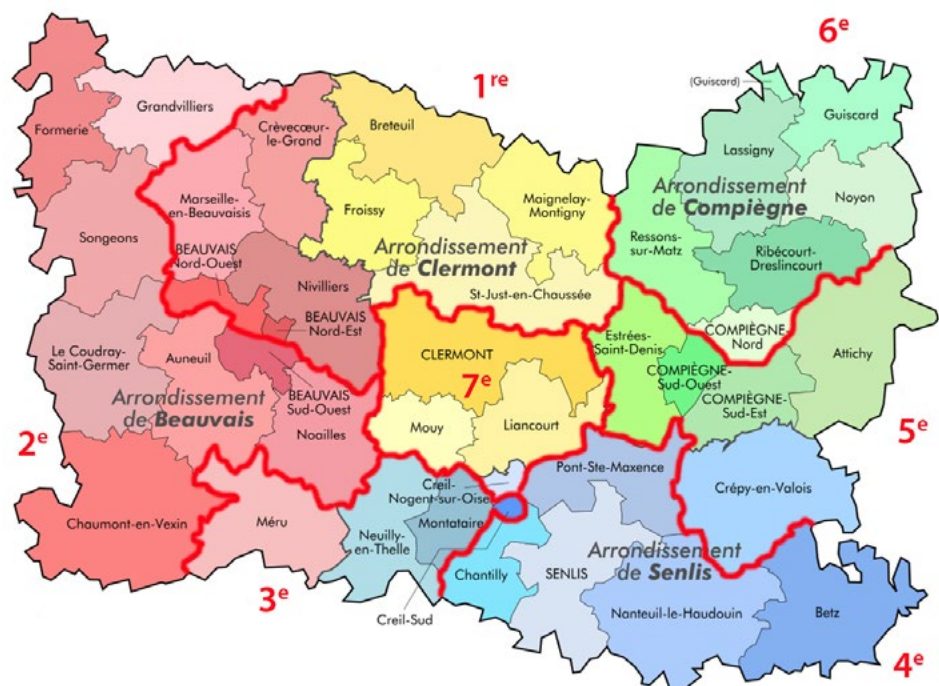 6e
1re
(Guiscard)
Guiscard
Grandvilliers
Formerie
Crèvecœur-
le-Grand
Breteuil
Lassigny
Arrondissement
de Compiègne
Noyon
Marseille-
en-Beauvaisis
Froissy
Maignelay-
Montigny
Songeons
Ressons-
sur-Matz
Ribécourt-
Dreslincourt
Arrondissement
de Clermont
BEAUVAIS
Nord-Ouest
Nivilliers
St-Just-en-Chaussée
BEAUVAIS
Nord-Est
Estrées-
Saint-Denis
COMPIÈGNE-
Nord
Attichy
Le Coudray-
Saint-Germer
Auneuil
CLERMONT
7e
COMPIÈGNE-
Sud-Ouest
BEAUVAIS
Sud-Ouest
Arrondissement
de Beauvais
COMPIÈGNE-
Sud-Est
Mouy
Liancourt
2e
Noailles
5e
Pont-Ste-Maxence
Creil-
Nogent-sur-Oise
Crépy-en-Valois
Chaumont-en-Vexin
Méru
Montataire
Neuilly-
en-Thelle
Arrondissement
de Senlis
Chantilly
SENLIS
3e
Creil-Sud
Nanteuil-le-Haudouin
Betz
4e